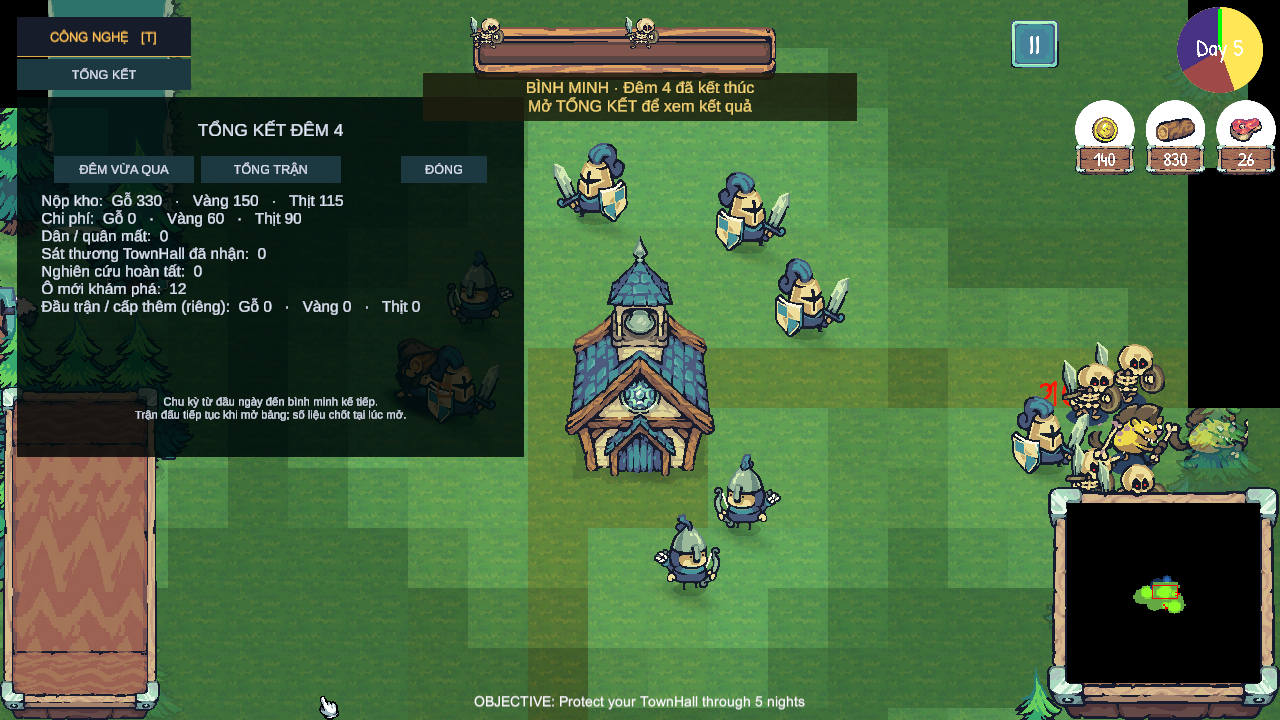 CÔNG NGHỆ [T]
TỔNG KẾT
BÌNH MINH · Đêm 4 đã kết thúc
Mở TỔNG KẾT để xem kết quả
Day 5
140
830
26
TỔNG KẾT ĐÊM 4
ĐÊM VỪA QUA
TỔNG TRẬN
ĐÓNG
Nộp kho: Gỗ 330 · Vàng 150 · Thịt 115
Chi phí: Gỗ 0 · Vàng 60 · Thịt 90
Dân / quân mất: 0
Sát thương TownHall đã nhận: 0
Nghiên cứu hoàn tất: 0
Ô mới khám phá: 12
Đầu trận / cấp thêm (riêng): Gỗ 0 · Vàng 0 · Thịt 0
Chu kỳ từ đầu ngày đến bình minh kế tiếp.
Trận đấu tiếp tục khi mở bảng; số liệu chốt tại lúc mở.
OBJECTIVE: Protect your TownHall through 5 nights